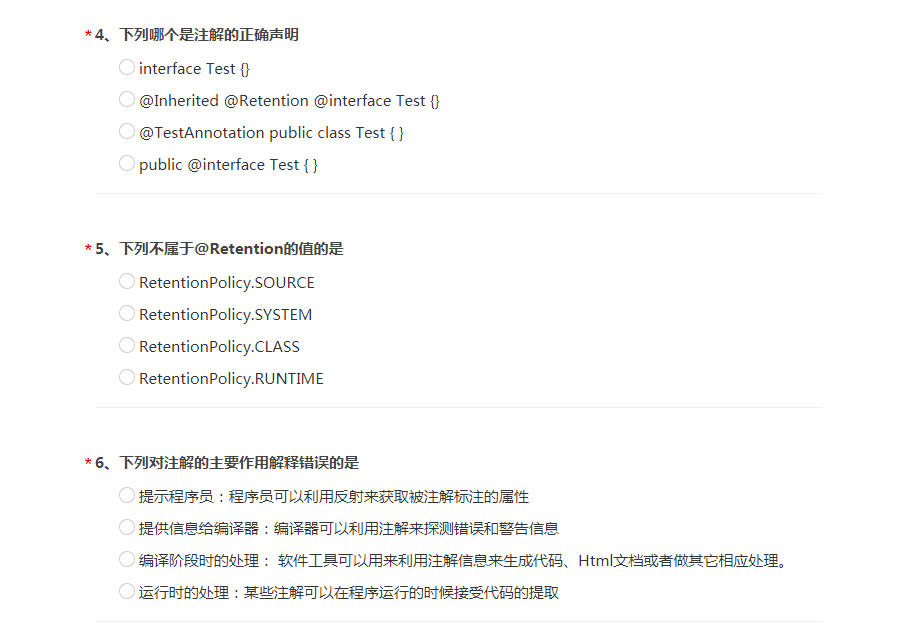 *4、下列哪个是注解的正确声明
interface Test {}
@Inherited @Retention @interface Test {}
@TestAnnotation public class Test { }
public @interface Test { }
*5、下列不属于@Retention的值的是
RetentionPolicy.SOURCE
RetentionPolicy.SYSTEM
RetentionPolicy.CLASS
RetentionPolicy.RUNTIME
*6、下列对注解的主要作用解释错误的是
提示程序员：程序员可以利用反射来获取被注解标注的属性
提供信息给编译器：编译器可以利用注解来探测错误和警告信息
编译阶段时的处理： 软件工具可以用来利用注解信息来生成代码、Html文档或者做其它相应处理。
运行时的处理：某些注解可以在程序运行的时候接受代码的提取